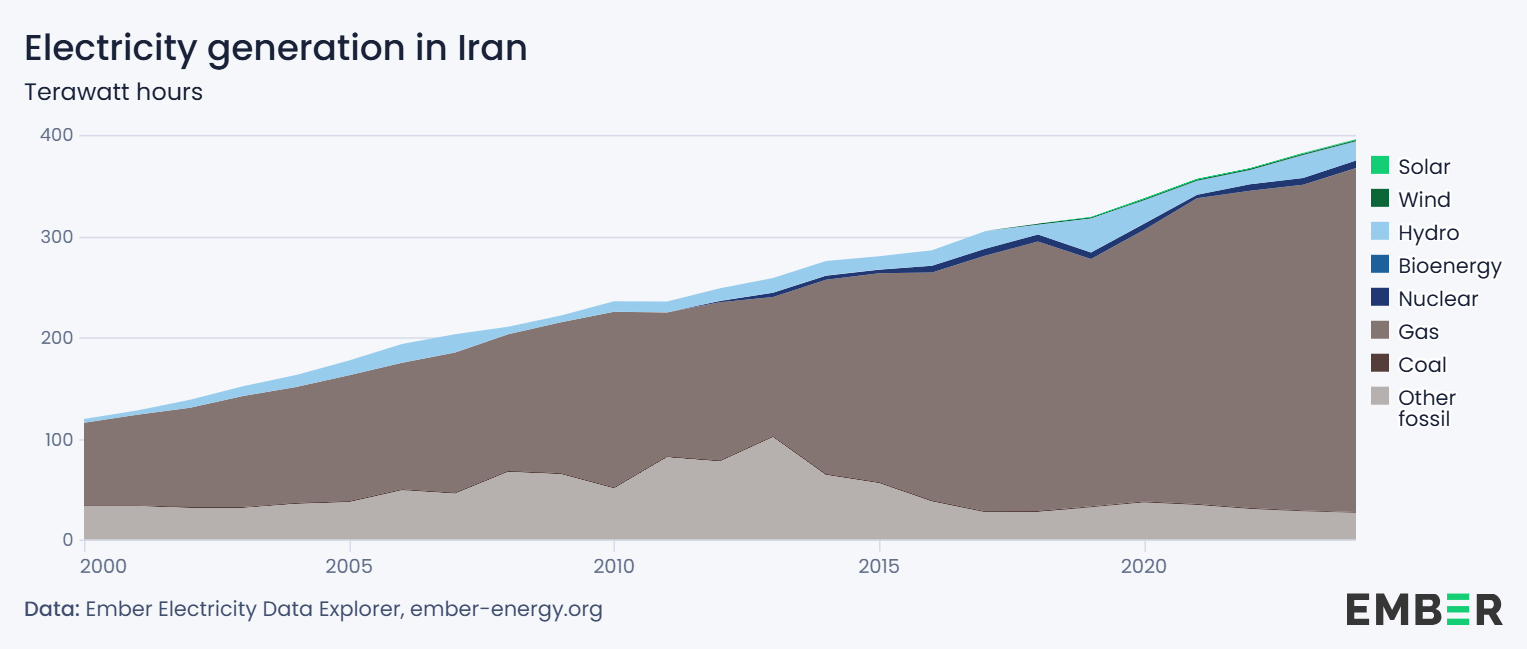 Electricity generation in Iran
Terawatt hours
400
300
200
100
0
2000
2005
2010
2015
2020
Solar
Wind
Hydro
Bioenergy
Nuclear
Gas
Coal
Other
fossil
Data: Ember Electricity Data Explorer, ember-energy.org
EMBER